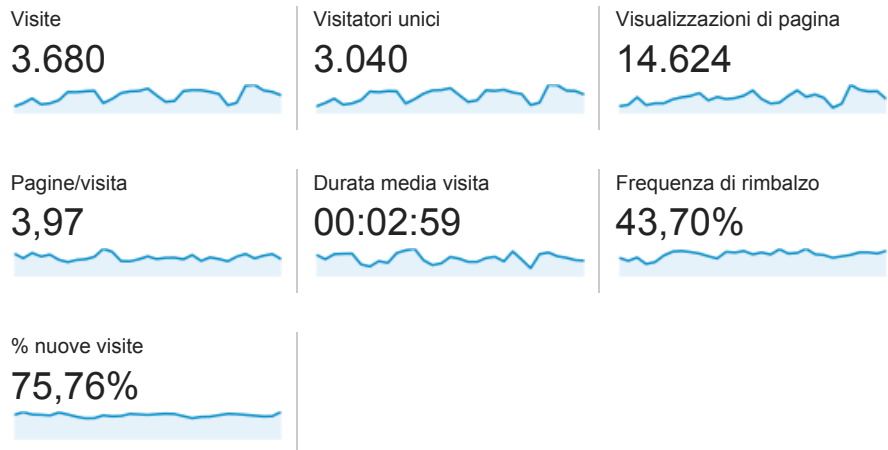 Visite
3.680
Visitatori unici
3.040
Visualizzazioni di pagina
14.624
Pagine/visita
3,97
Durata media visita
00:02:59
Frequenza di rimbalzo
43,70%
% nuove visite
75,76%